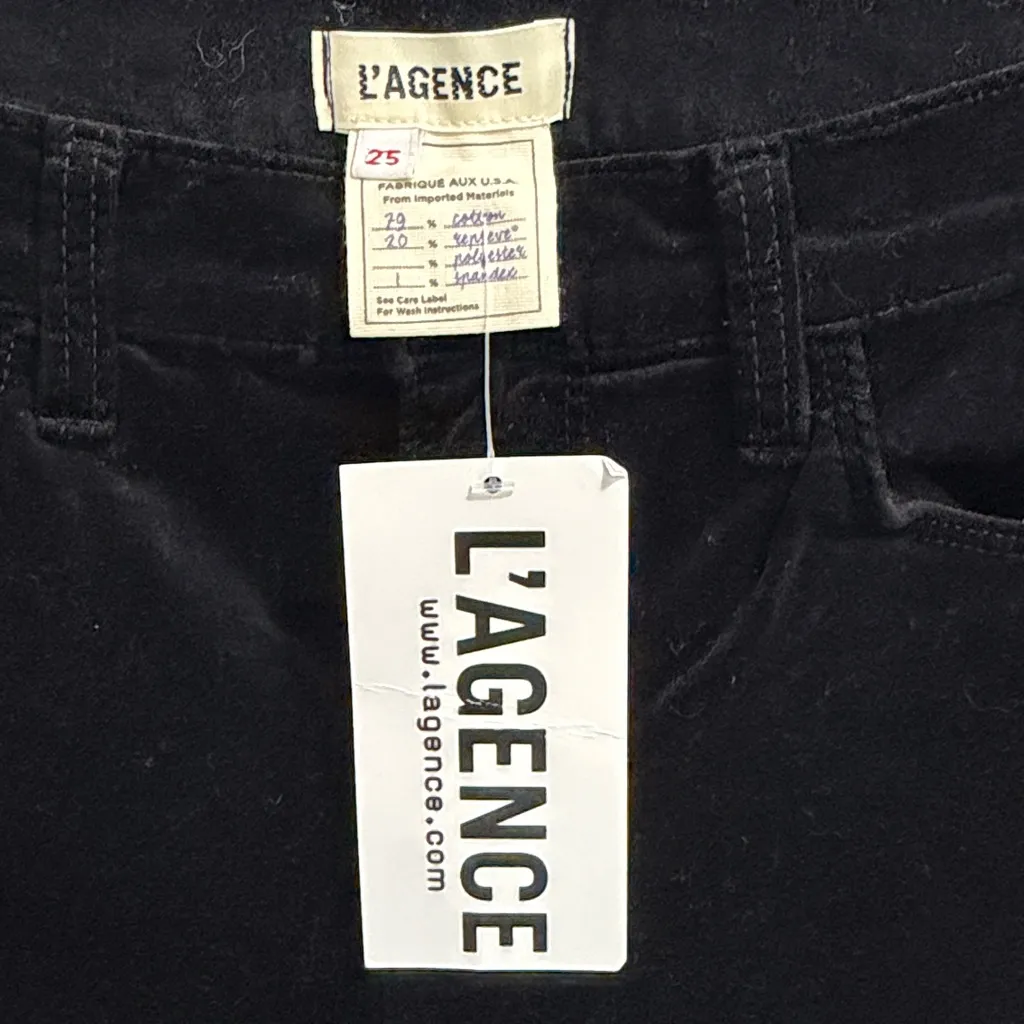 L'AGENCE
25
FABRIQUÉ AUX U.S.A.
From Imported Materials
79 % cotton
20 % repreve®
% polyester
1 % spandex
See Care Label
For Wash Instructions
L'AGENCE
www.lagence.com